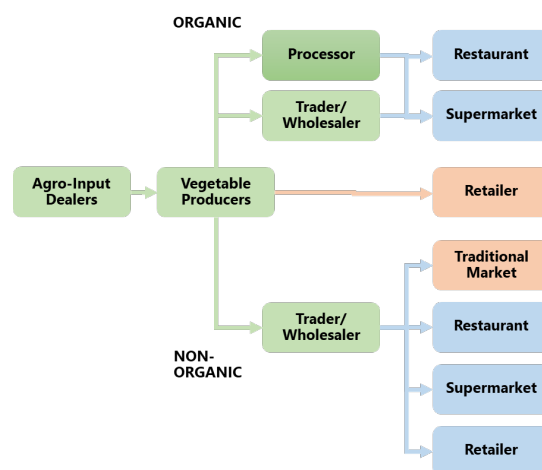 ORGANIC
Processor
Restaurant
Trader/
Wholesaler
Supermarket
Agro-Input
Dealers
Vegetable
Producers
Retailer
Traditional
Market
Trader/
Wholesaler
Restaurant
NON-
ORGANIC
Supermarket
Retailer